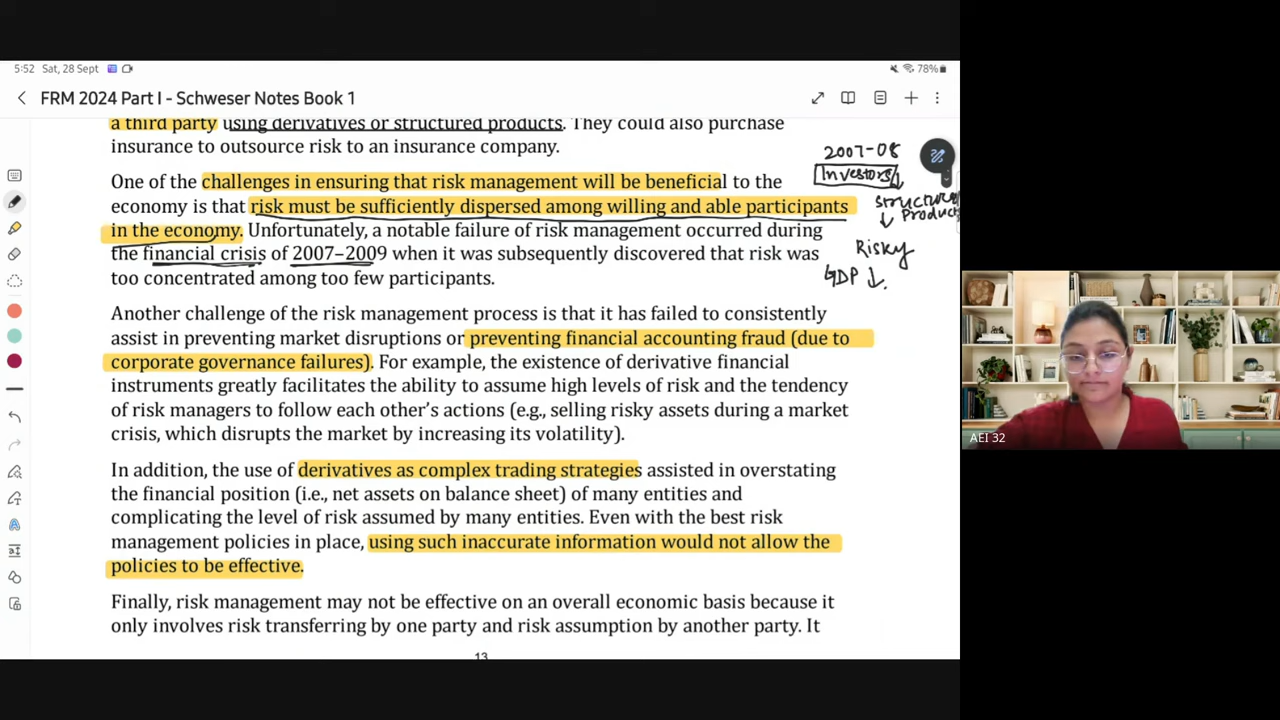 5:52 Sat, 28 Sept
78%
FRM 2024 Part I - Schweser Notes Book 1
a third party using derivatives or structured products. They could also purchase
insurance to outsource risk to an insurance company.
One of the challenges in ensuring that risk management will be beneficial to the
economy is that risk must be sufficiently dispersed among willing and able participants
in the economy. Unfortunately, a notable failure of risk management occurred during
the financial crisis of 2007–2009 when it was subsequently discovered that risk was
too concentrated among too few participants.
2007-08
Investors
Structured
Product
Risky
GDP ↓.
Another challenge of the risk management process is that it has failed to consistently
assist in preventing market disruptions or preventing financial accounting fraud (due to
corporate governance failures). For example, the existence of derivative financial
instruments greatly facilitates the ability to assume high levels of risk and the tendency
of risk managers to follow each other’s actions (e.g., selling risky assets during a market
crisis, which disrupts the market by increasing its volatility).
In addition, the use of derivatives as complex trading strategies assisted in overstating
the financial position (i.e., net assets on balance sheet) of many entities and
complicating the level of risk assumed by many entities. Even with the best risk
management policies in place, using such inaccurate information would not allow the
policies to be effective.
Finally, risk management may not be effective on an overall economic basis because it
only involves risk transferring by one party and risk assumption by another party. It
13
AEI 32